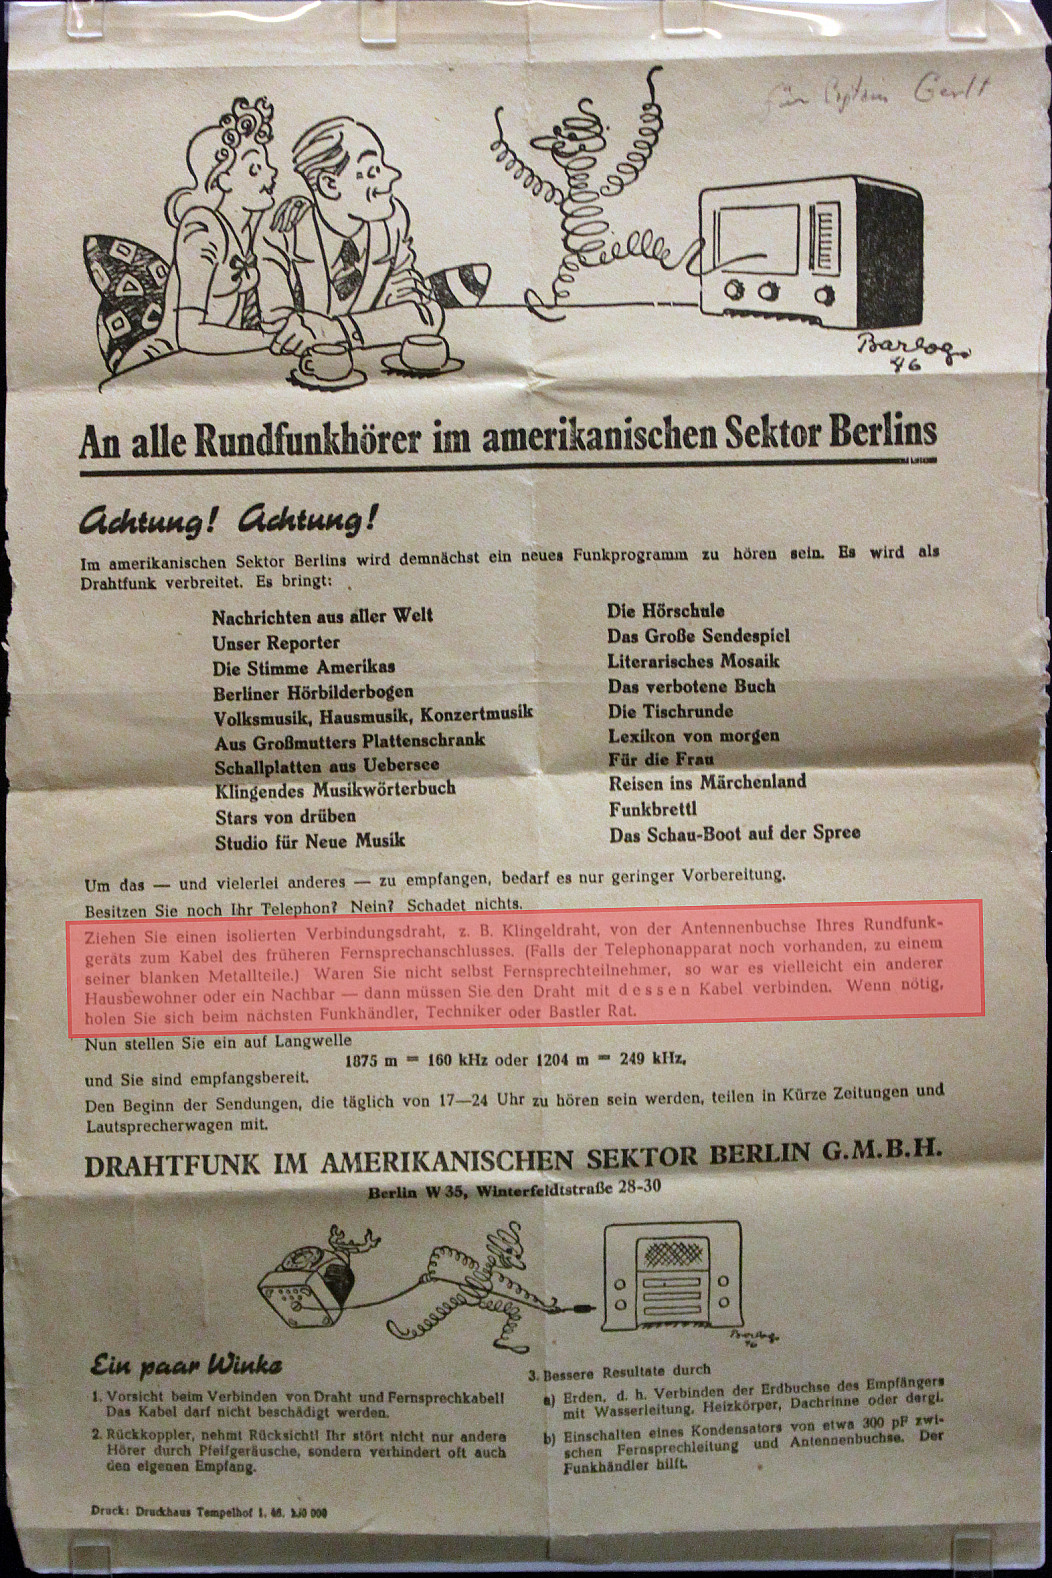 für Captain
Barlog.
46
An alle Rundfunkhörer im amerikanischen Sektor Berlins
Achtung! Achtung!
Im amerikanischen Sektor Berlins wird demnächst ein neues Funkprogramm zu hören sein. Es wird als
Drahtfunk verbreitet. Es bringt:
Nachrichten aus aller Welt
Unser Reporter
Die Stimme Amerikas
Berliner Hörbilderbogen
Volksmusik, Hausmusik, Konzertmusik
Aus Großmutters Plattenschrank
Schallplatten aus Uebersee
Klingendes Musikwörterbuch
Stars von drüben
Studio für Neue Musik
Die Hörschule
Das Große Sendespiel
Literarisches Mosaik
Das verbotene Buch
Die Tischrunde
Lexikon von morgen
Für die Frau
Reisen ins Märchenland
Funkbrettl
Das Schau-Boot auf der Spree
Um das — und vielerlei anderes — zu empfangen, bedarf es nur geringer Vorbereitung.
Besitzen Sie noch Ihr Telephon? Nein? Schadet nichts.
Ziehen Sie einen isolierten Verbindungsdraht, z. B. Klingeldraht, von der Antennenbuchse Ihres Rundfunk-
geräts zum Kabel des früheren Fernsprechanschlusses. (Falls der Telephonapparat noch vorhanden, zu einem
seiner blanken Metallteile.) Waren Sie nicht selbst Fernsprechteilnehmer, so war es vielleicht ein anderer
Hausbewohner oder ein Nachbar — dann müssen Sie den Draht mit dessen Kabel verbinden. Wenn nötig,
holen Sie sich beim nächsten Funkhändler, Techniker oder Bastler Rat.
Nun stellen Sie ein auf Langwelle
1875 m = 160 kHz oder 1204 m = 249 kHz,
und Sie sind empfangsbereit.
Den Beginn der Sendungen, die täglich von 17—24 Uhr zu hören sein werden, teilen in Kürze Zeitungen und
Lautsprecherwagen mit.
DRAHTFUNK IM AMERIKANISCHEN SEKTOR BERLIN G.M.B.H.
Berlin W 35, Winterfeldtstraße 28-30
Barlog.
46
Ein paar Winke
1. Vorsicht beim Verbinden von Draht und Fernsprechkabel!
Das Kabel darf nicht beschädigt werden.
2. Rückkoppler, nehmt Rücksicht! Ihr stört nicht nur andere
Hörer durch Pfeifgeräusche, sondern verhindert oft auch
den eigenen Empfang.
3. Bessere Resultate durch
a) Erden, d. h. Verbinden der Erdbuchse des Empfängers
mit Wasserleitung, Heizkörper, Dachrinne oder dergl.
b) Einschalten eines Kondensators von etwa 300 pF zwi-
schen Fernsprechleitung und Antennenbuchse. Der
Funkhändler hilft.
Druck: Druckhaus Tempelhof 1. 46. 000